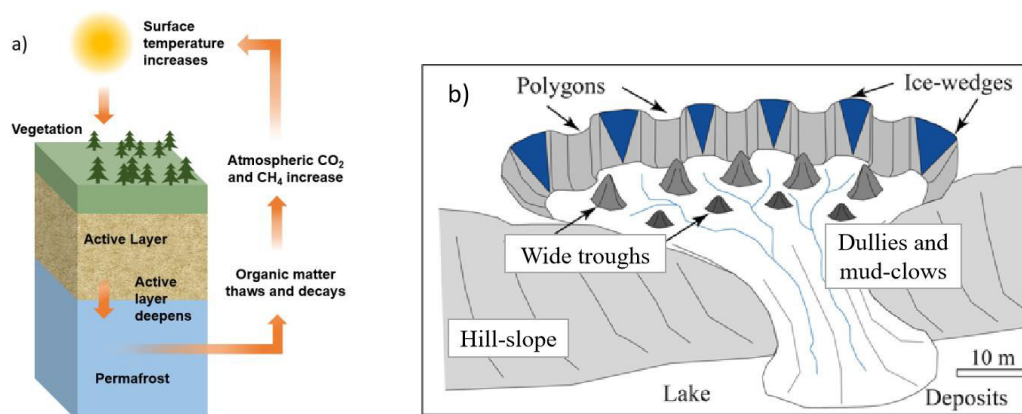 a)
Surface
temperature
increases
Vegetation
Atmospheric CO₂
and CH₄ increase
Active Layer
Active
layer
deepens
Organic matter
thaws and decays
Permafrost
b)
Polygons
Ice-wedges
Wide troughs
Dullies and
mud-clows
Hill-slope
10 m
Lake
Deposits